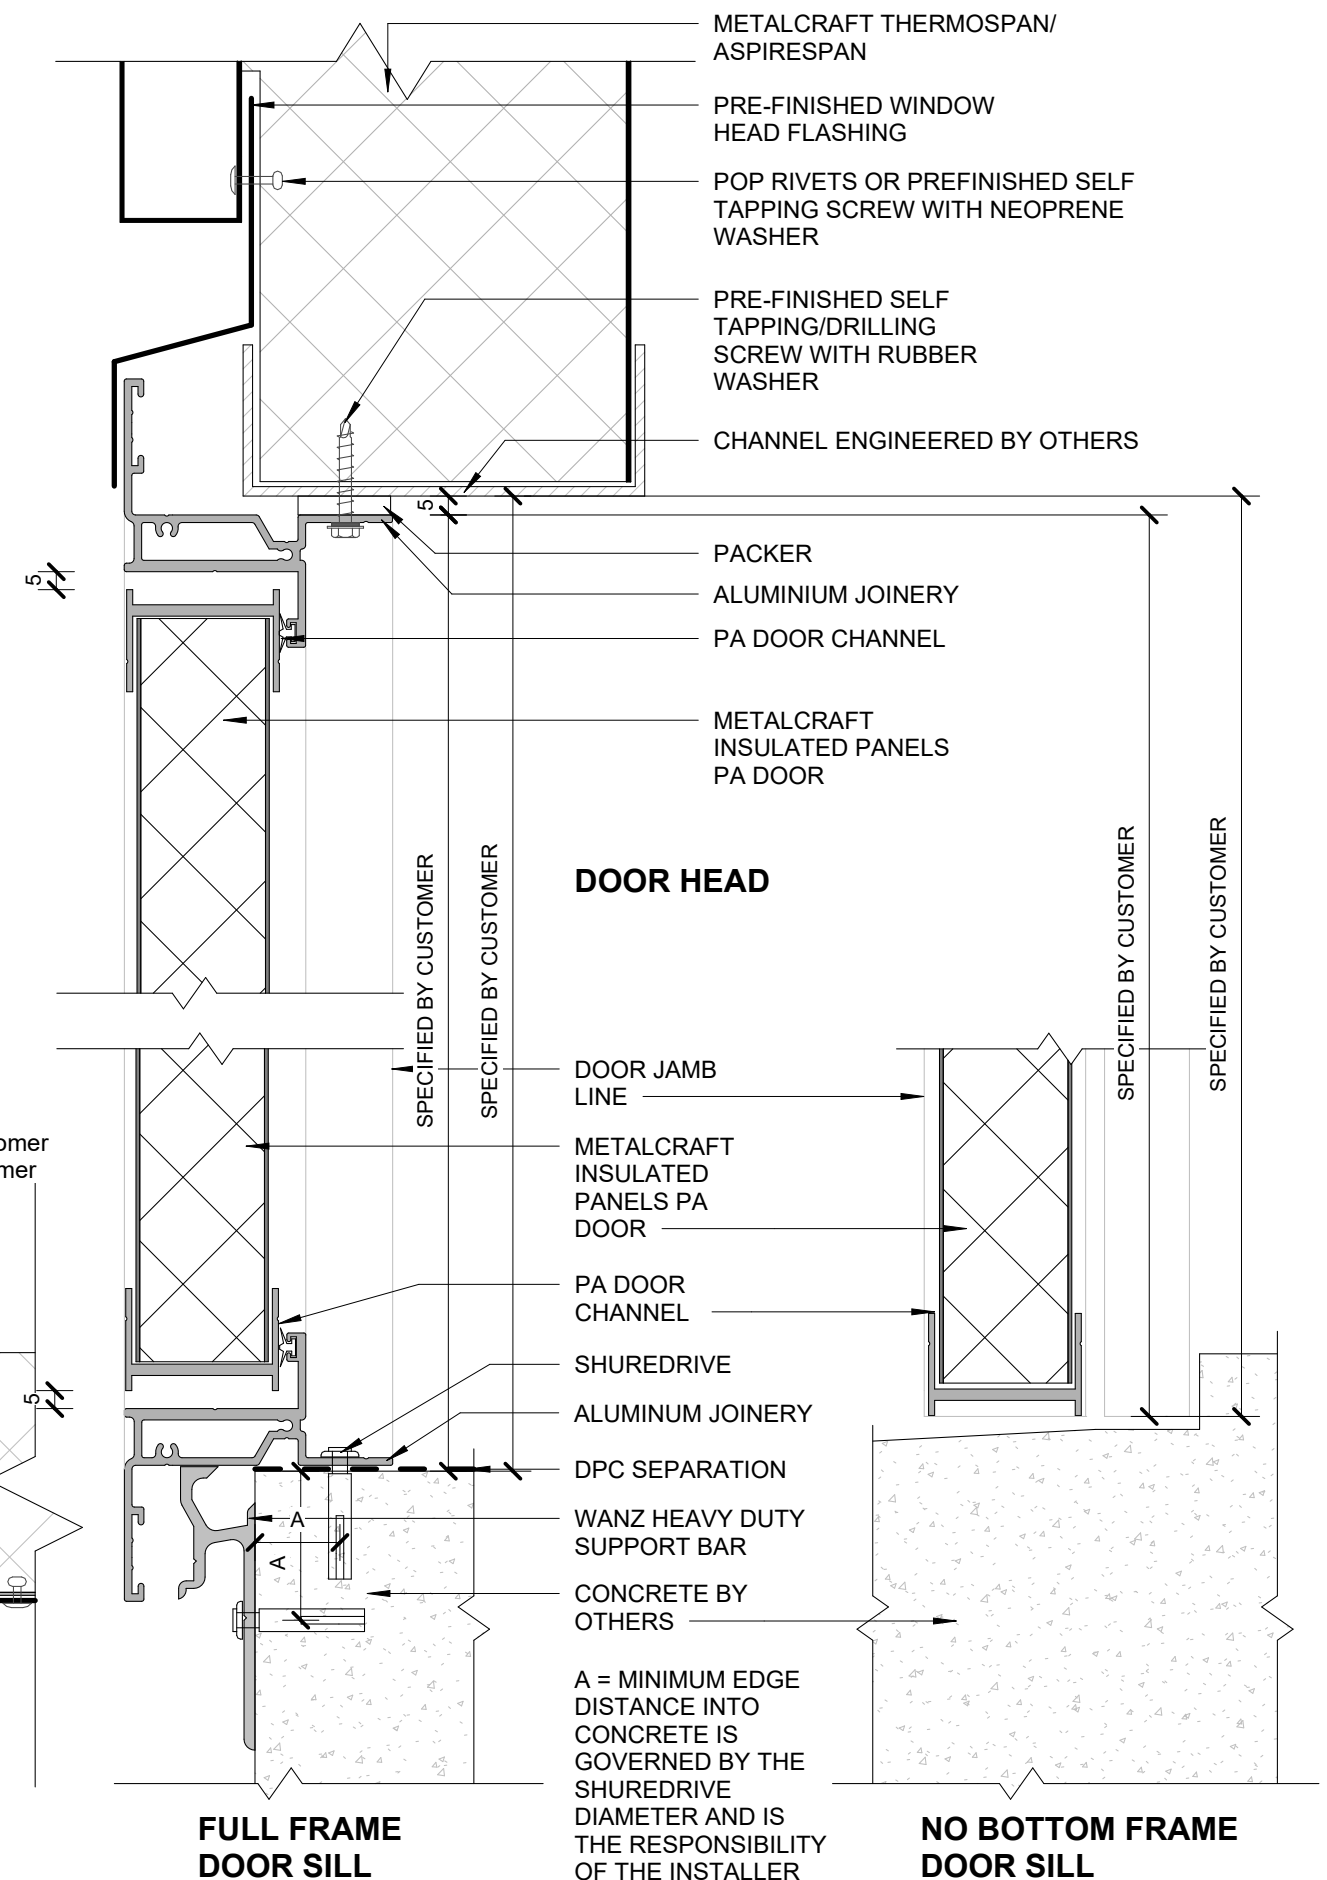 METALCRAFT THERMOSPAN/
ASPIRESPAN
PRE-FINISHED WINDOW
HEAD FLASHING
POP RIVETS OR PREFINISHED SELF
TAPPING SCREW WITH NEOPRENE
WASHER
PRE-FINISHED SELF
TAPPING/DRILLING
SCREW WITH RUBBER
WASHER
CHANNEL ENGINEERED BY OTHERS
5
PACKER
5
ALUMINIUM JOINERY
PA DOOR CHANNEL
METALCRAFT
INSULATED PANELS
PA DOOR
DOOR HEAD
SPECIFIED BY CUSTOMER
SPECIFIED BY CUSTOMER
SPECIFIED BY CUSTOMER
SPECIFIED BY CUSTOMER
DOOR JAMB
LINE
omer
mer
METALCRAFT
INSULATED
PANELS PA
DOOR
PA DOOR
CHANNEL
SHUREDRIVE
5
ALUMINUM JOINERY
DPC SEPARATION
WANZ HEAVY DUTY
SUPPORT BAR
A
A
CONCRETE BY
OTHERS
A = MINIMUM EDGE
DISTANCE INTO
CONCRETE IS
GOVERNED BY THE
SHUREDRIVE
DIAMETER AND IS
THE RESPONSIBILITY
OF THE INSTALLER
FULL FRAME
DOOR SILL
NO BOTTOM FRAME
DOOR SILL